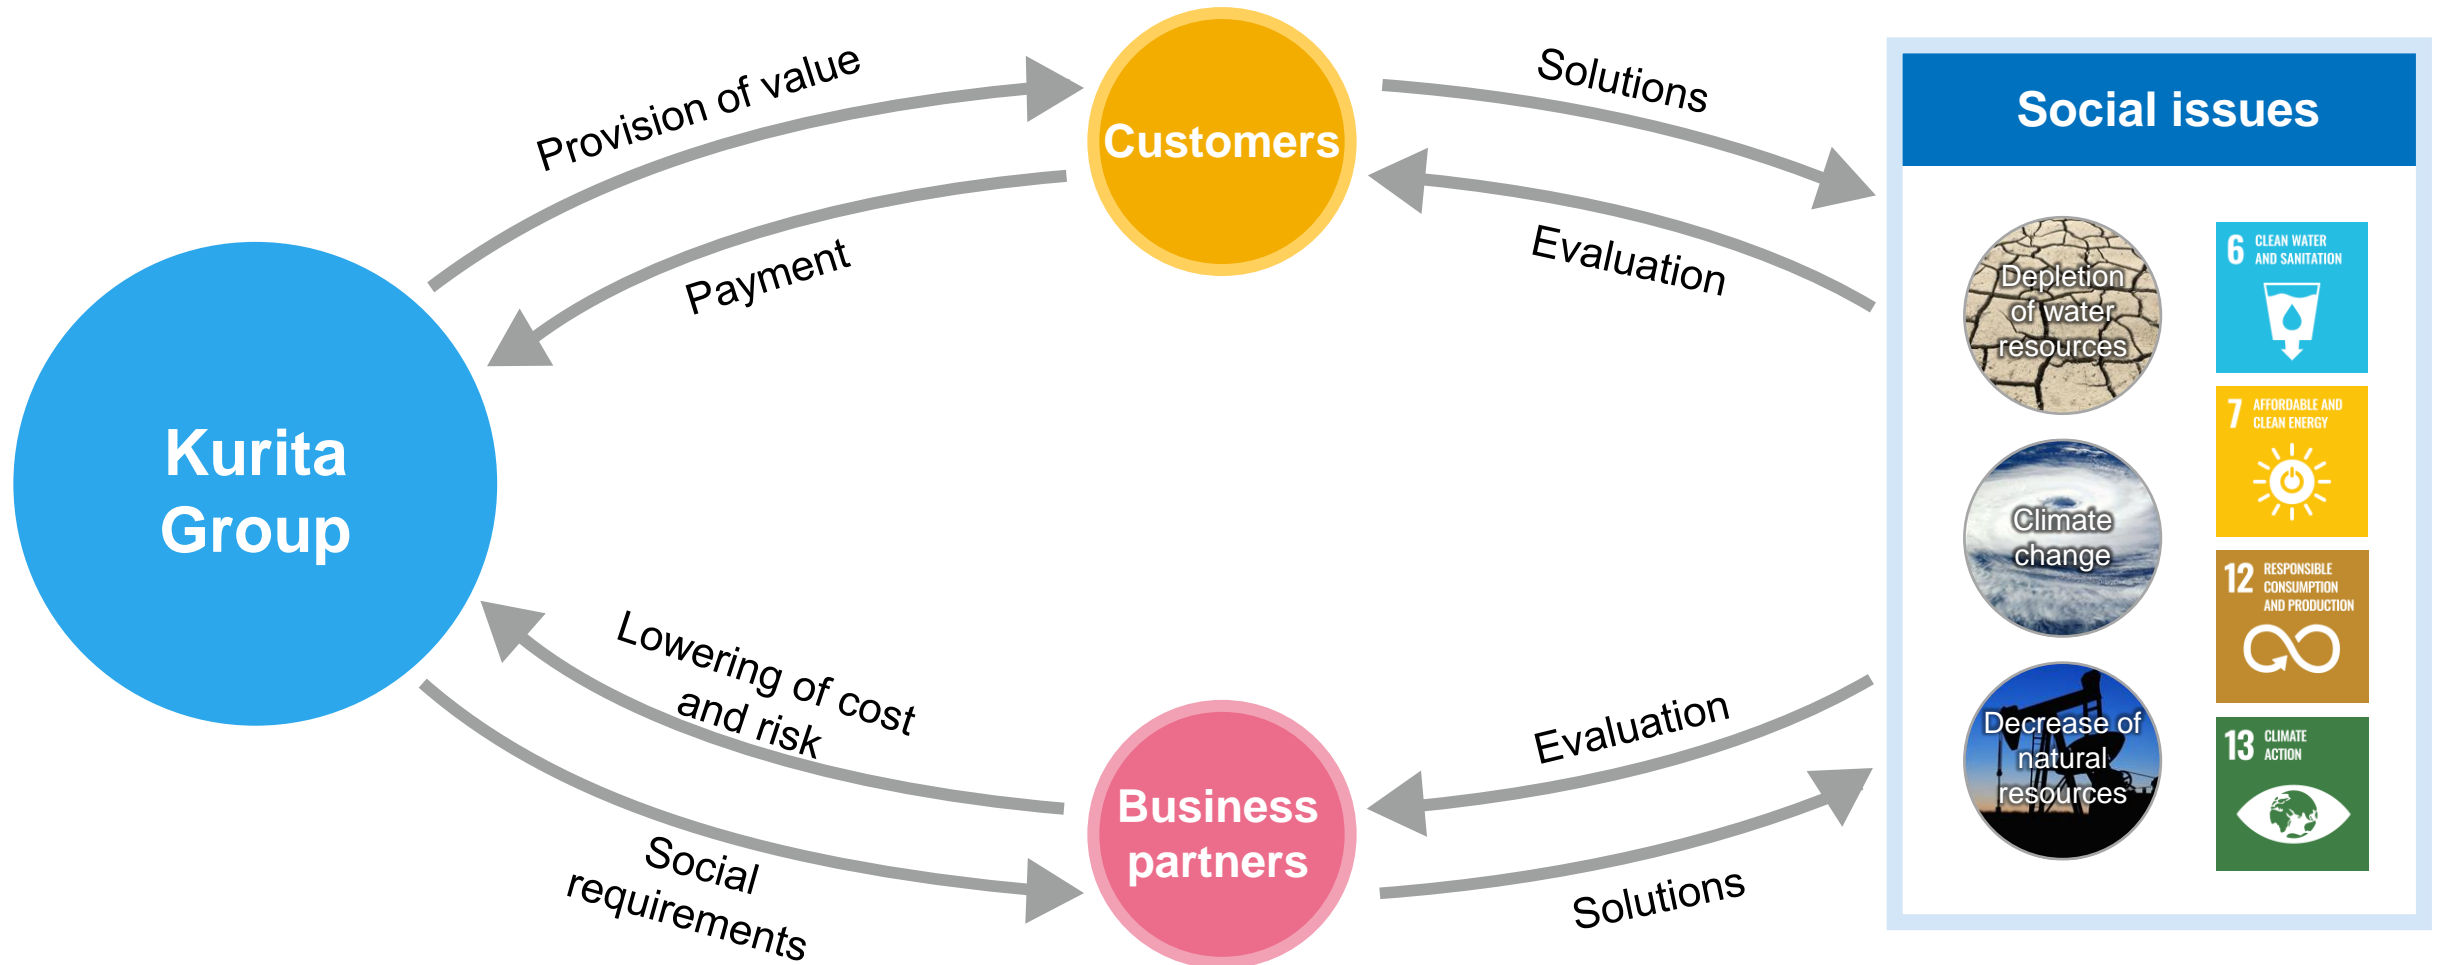 Provision of value
Payment
Customers
Solutions
Evaluation
Kurita
Group
Lowering of cost
and risk
Social
requirements
Business
partners
Evaluation
Solutions
Social issues
Depletion
of water
resources
Climate
change
Decrease of
natural
resources
6 CLEAN WATER
AND SANITATION
7 AFFORDABLE AND
CLEAN ENERGY
12 RESPONSIBLE
CONSUMPTION
AND PRODUCTION
13 CLIMATE
ACTION